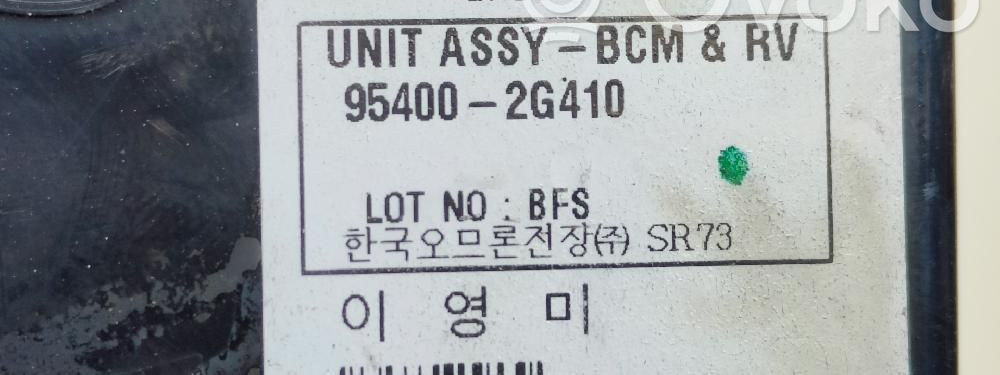 OVOKO
UNIT ASSY - BCM & RV
95400 - 2G410
LOT NO : BFS
한국오므론전장(주) SR73
이 영 미